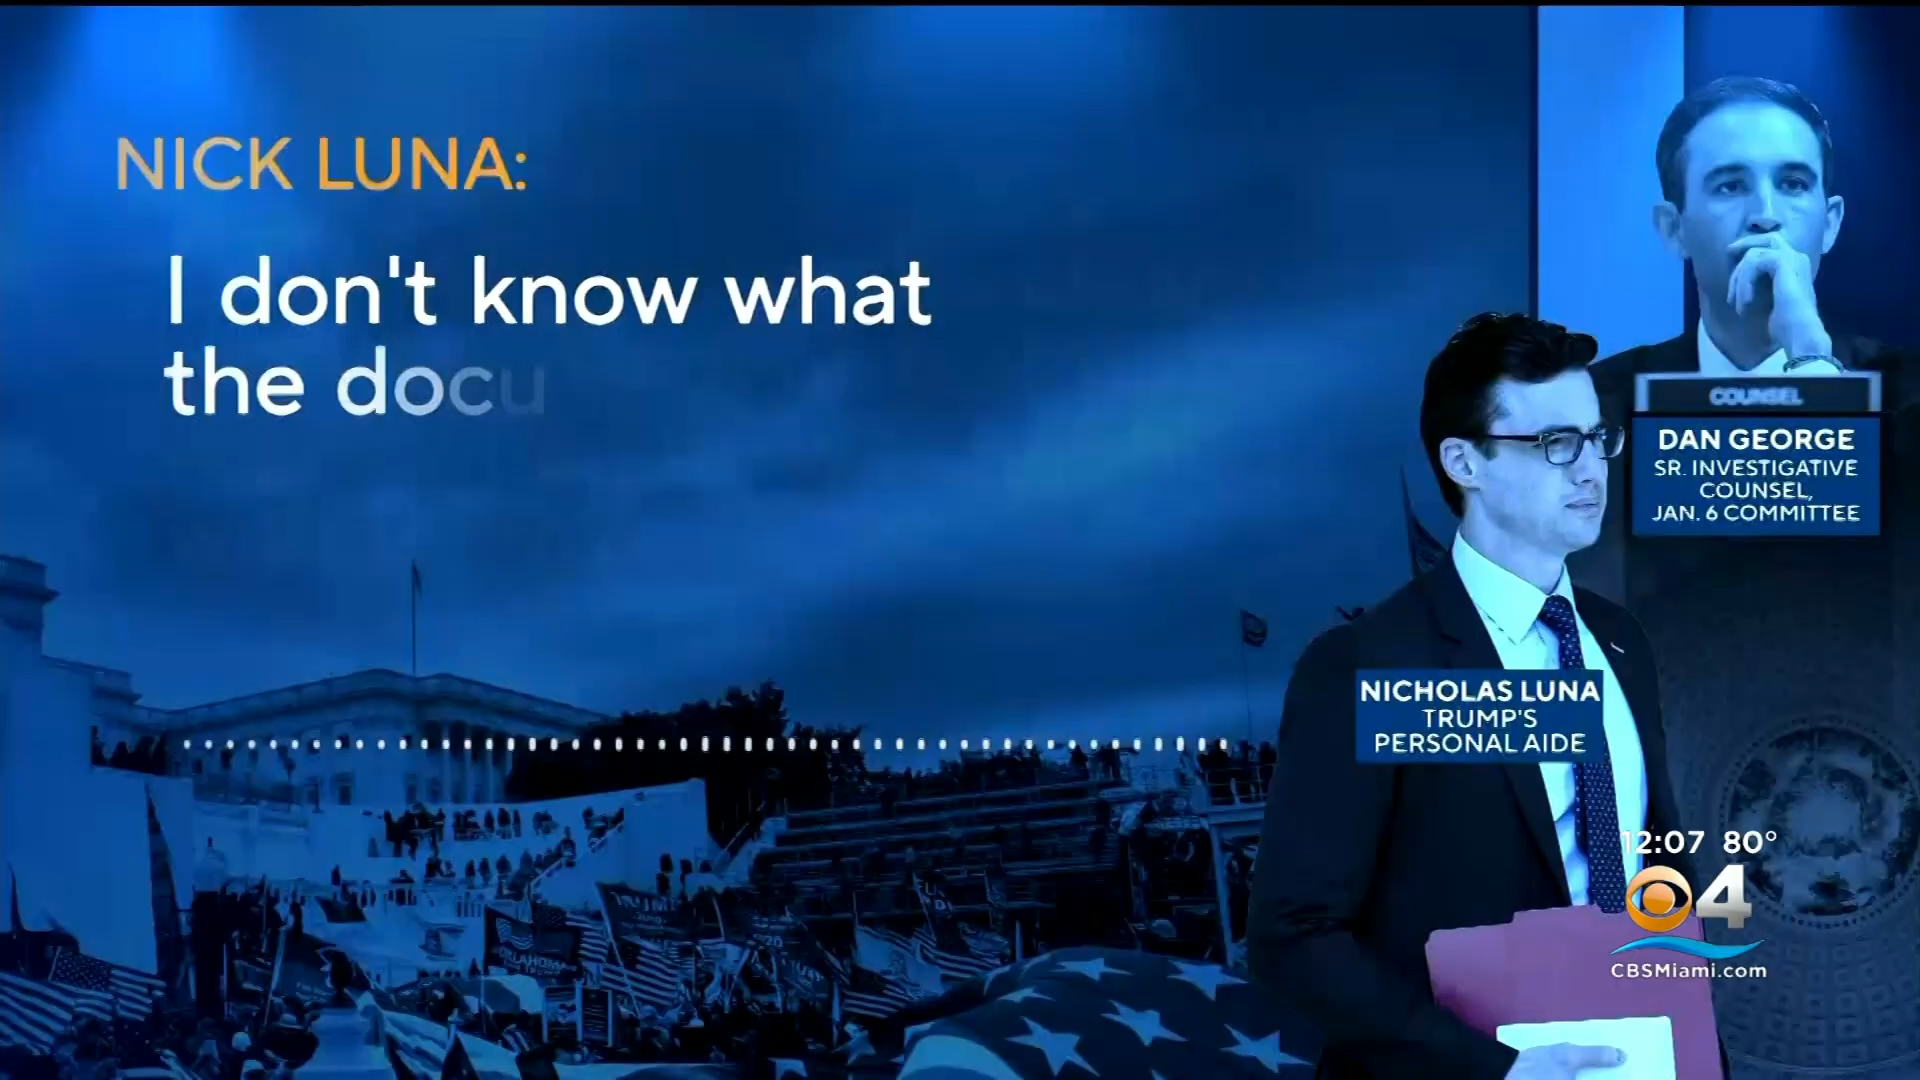 NICK LUNA:
I don't know what
the docu
COUNSEL
DAN GEORGE
SR. INVESTIGATIVE
COUNSEL,
JAN. 6 COMMITTEE
NICHOLAS LUNA
TRUMP'S
PERSONAL AIDE
12:07 80°
4
CBSMiami.com
OKLAHOMA